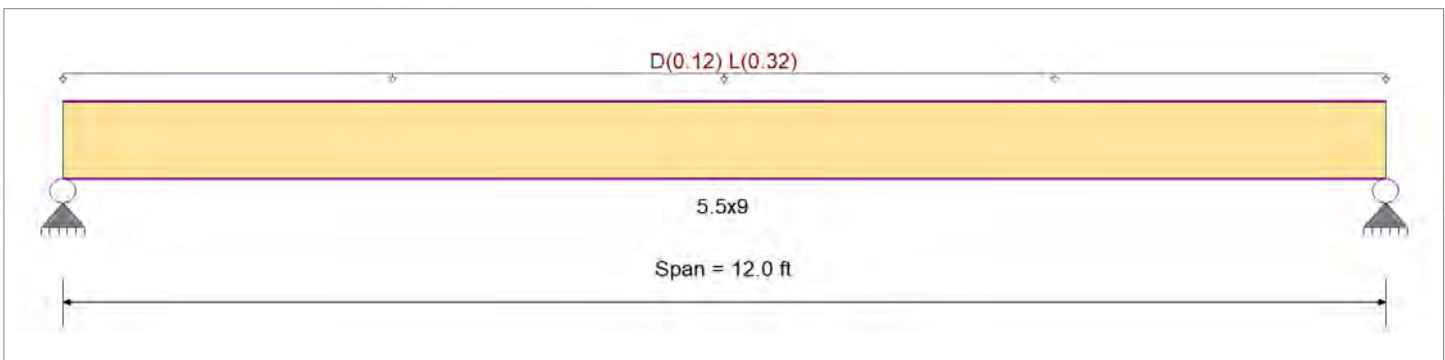 D(0.12) L(0.32)
5.5x9
Span = 12.0 ft